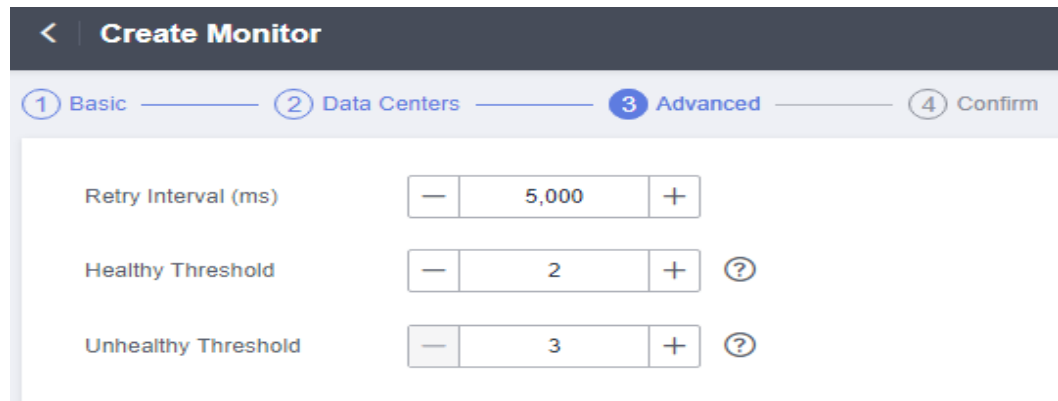 < Create Monitor
1 Basic 2 Data Centers 3 Advanced 4 Confirm
Retry Interval (ms) — 5,000 +
Healthy Threshold — 2 + ?
Unhealthy Threshold — 3 + ?